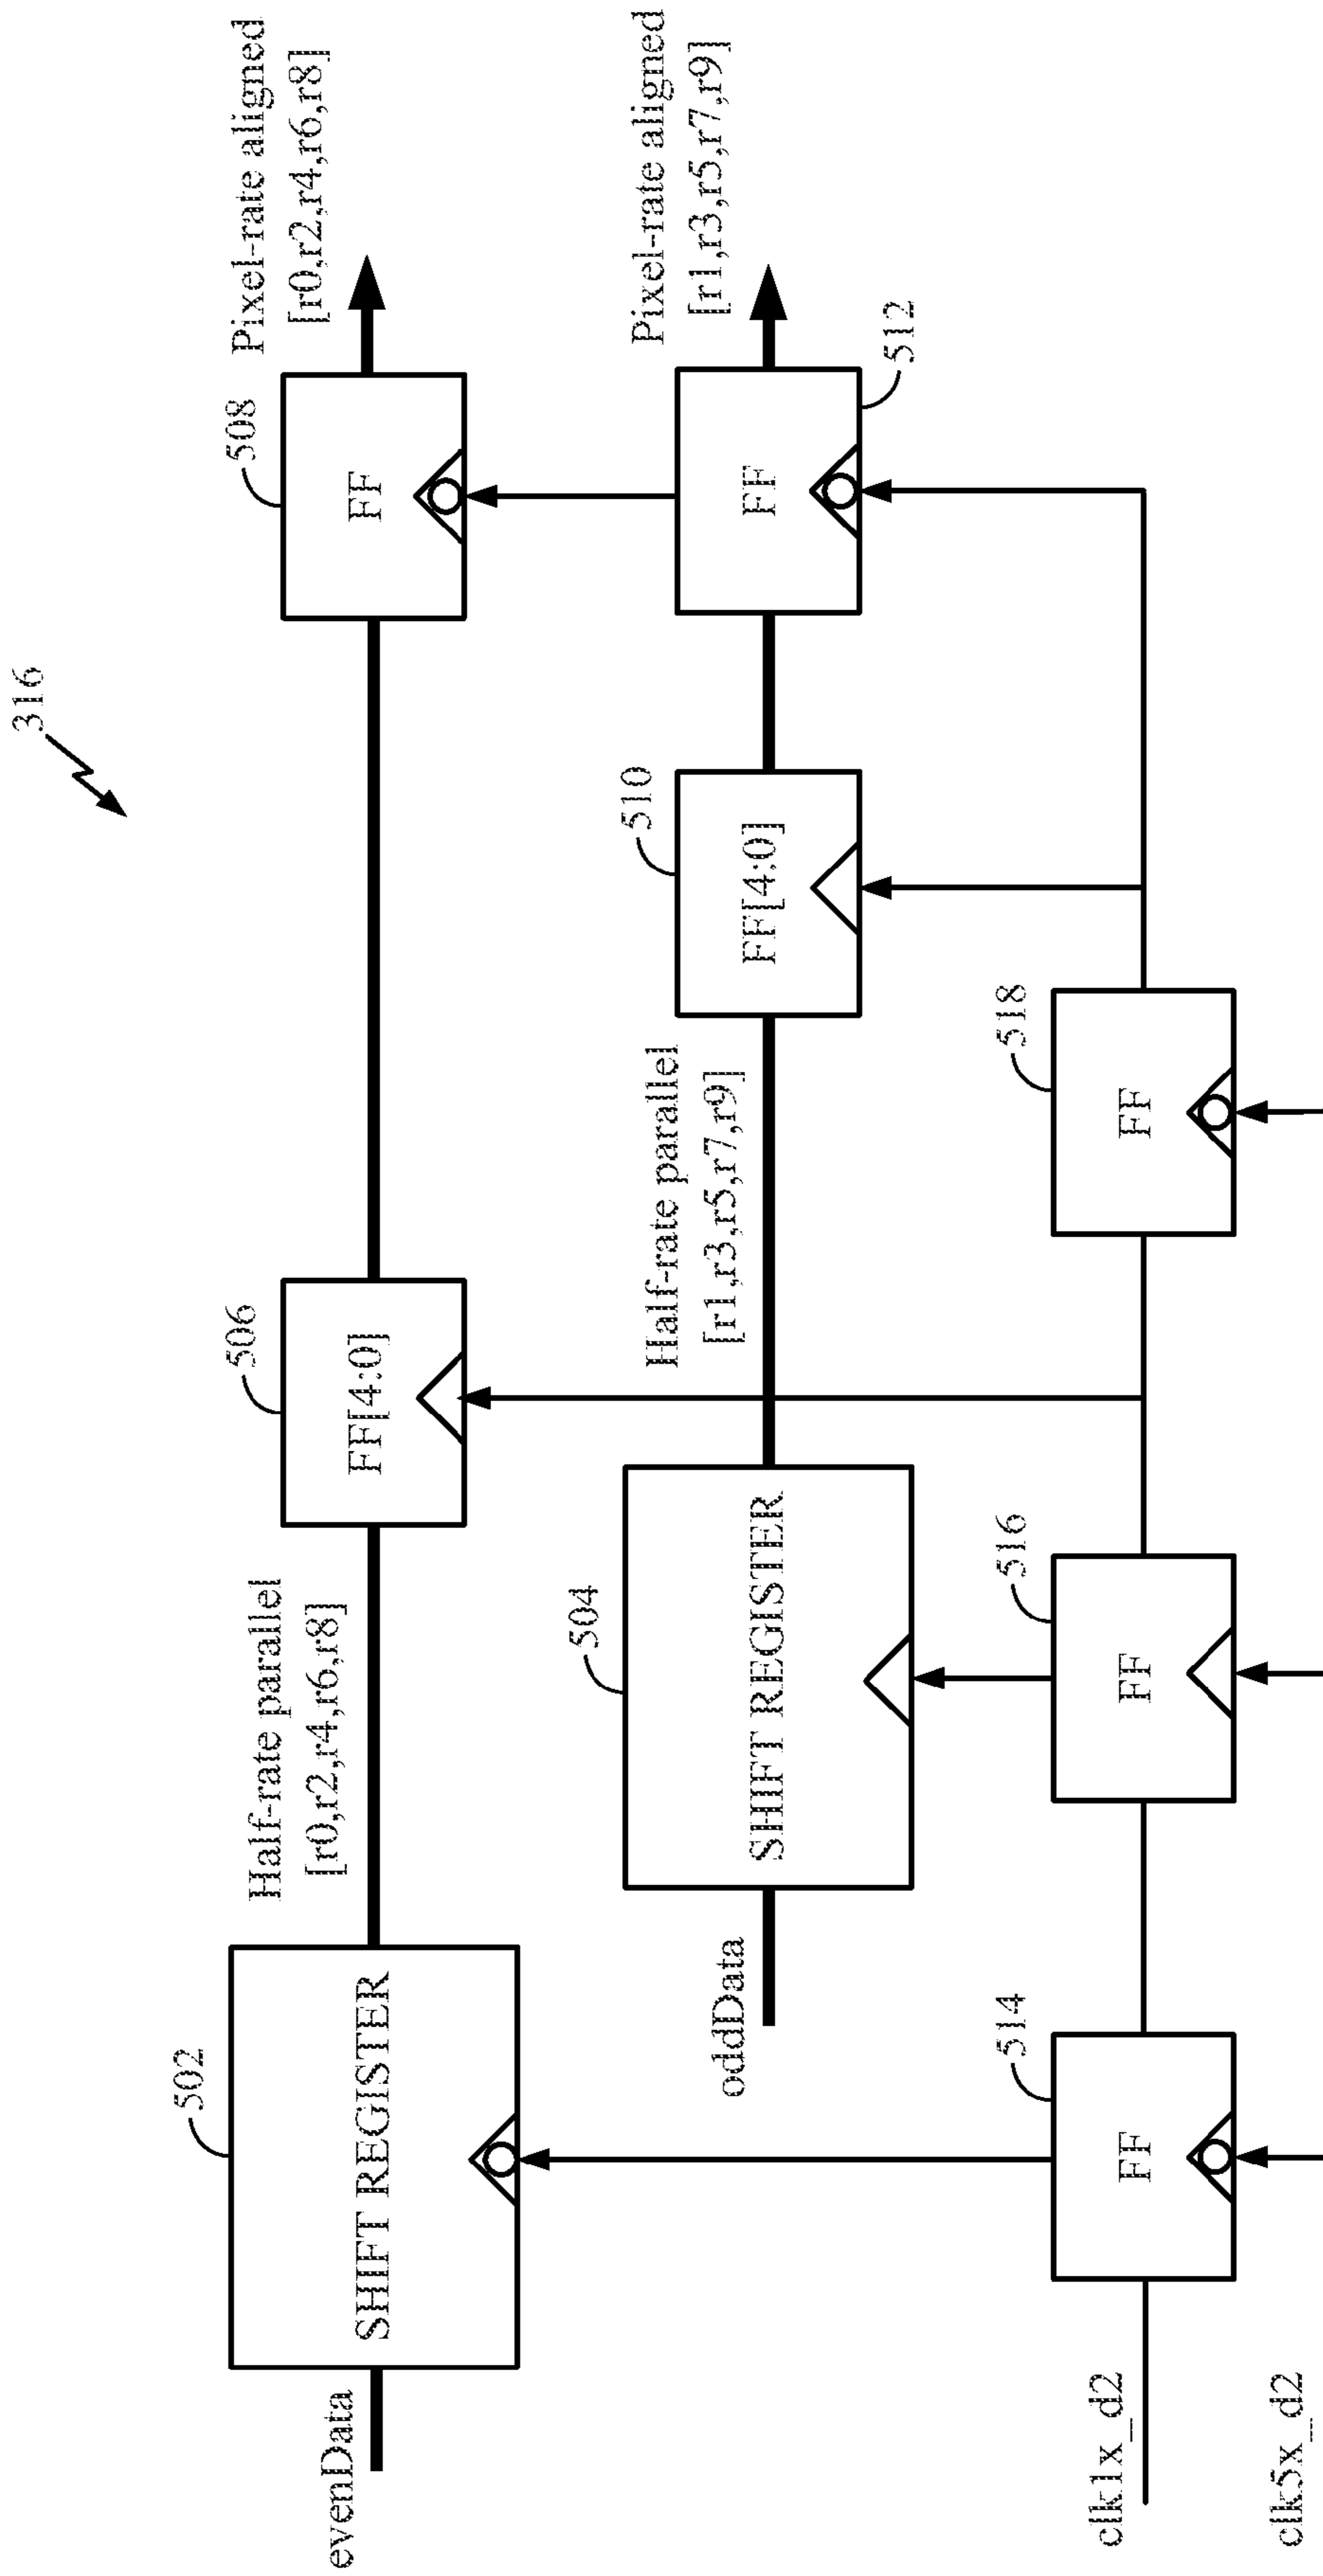 316
502
evenData
SHIFT REGISTER
Half-rate parallel
[r0,r2,r4,r6,r8]
506
FF[4:0]
508
FF
Pixel-rate aligned
[r0,r2,r4,r6,r8]
oddData
504
SHIFT REGISTER
Half-rate parallel
[r1,r3,r5,r7,r9]
510
FF[4:0]
FF
512
Pixel-rate aligned
[r1,r3,r5,r7,r9]
clk1x_d2
514
FF
516
FF
518
FF
clk5x_d2